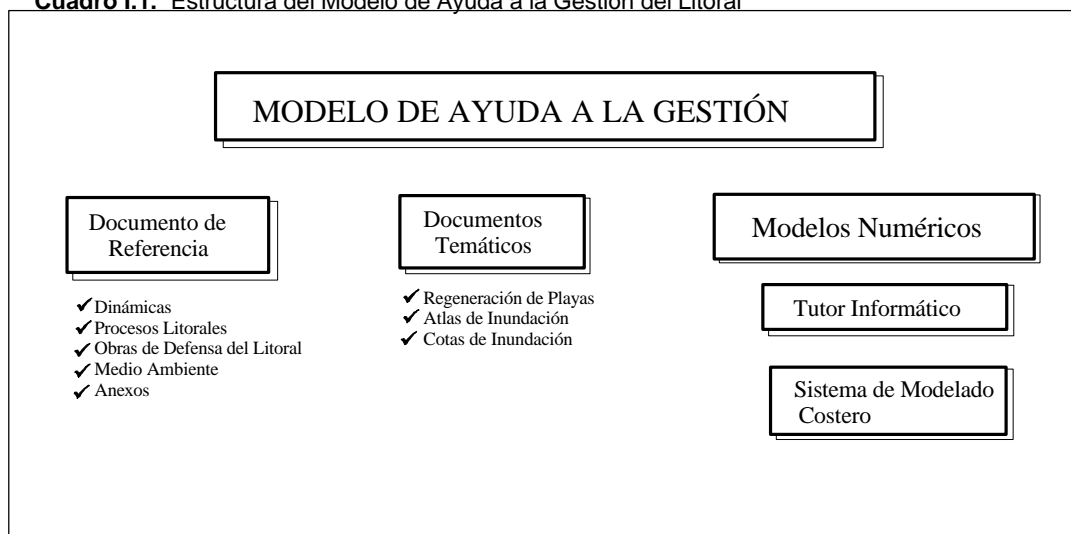 Cuadro I.1. Estructura del Modelo de Ayuda a la Gestión del Litoral
MODELO DE AYUDA A LA GESTIÓN
Documento de
Referencia
✓ Dinámicas
✓ Procesos Litorales
✓ Obras de Defensa del Litoral
✓ Medio Ambiente
✓ Anexos
Documentos
Temáticos
✓ Regeneración de Playas
✓ Atlas de Inundación
✓ Cotas de Inundación
Modelos Numéricos
Tutor Informático
Sistema de Modelado
Costero